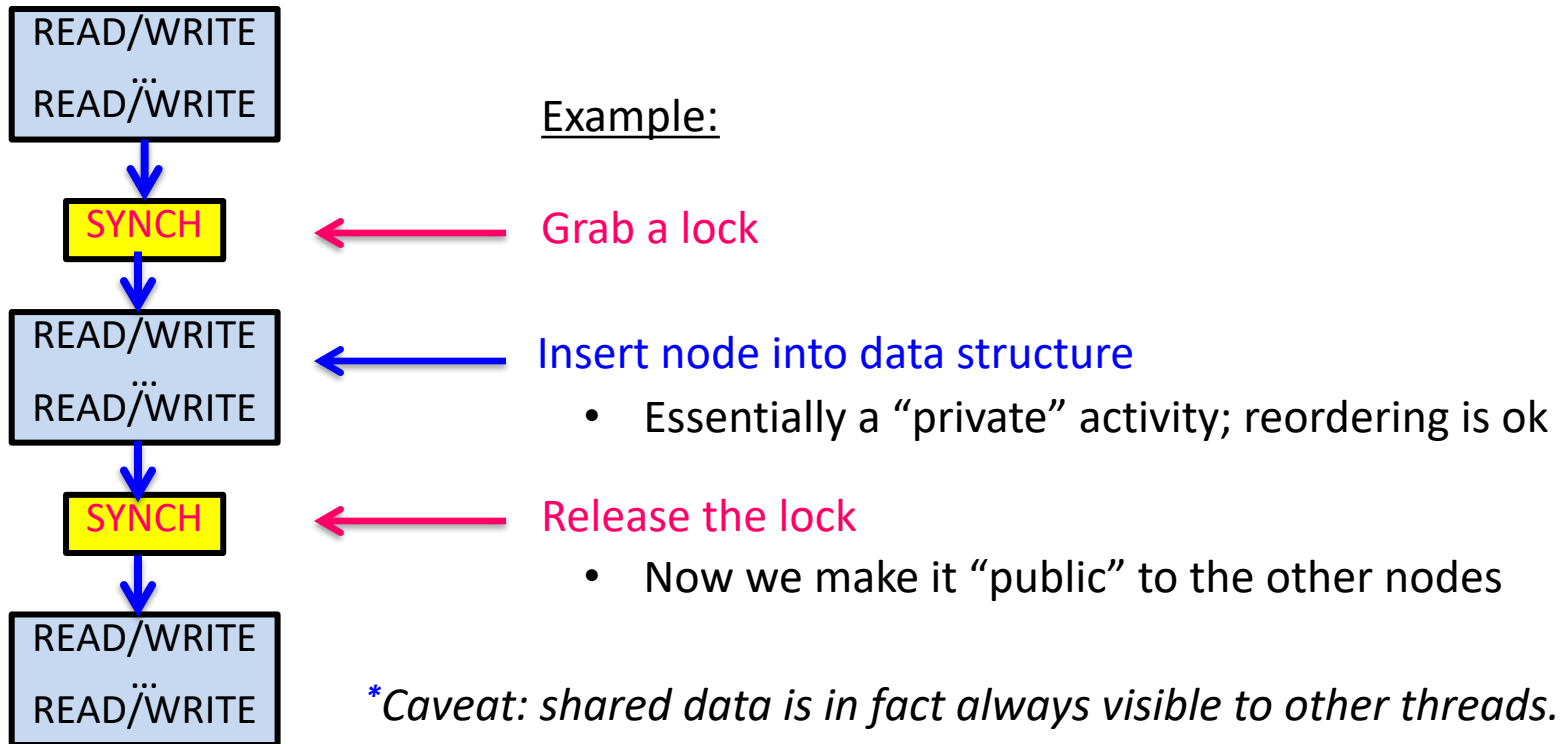 READ/WRITE
...
READ/WRITE
Example:
SYNCH
Grab a lock
READ/WRITE
...
READ/WRITE
Insert node into data structure
• Essentially a “private” activity; reordering is ok
SYNCH
Release the lock
• Now we make it “public” to the other nodes
READ/WRITE
...
READ/WRITE
*Caveat: shared data is in fact always visible to other threads.